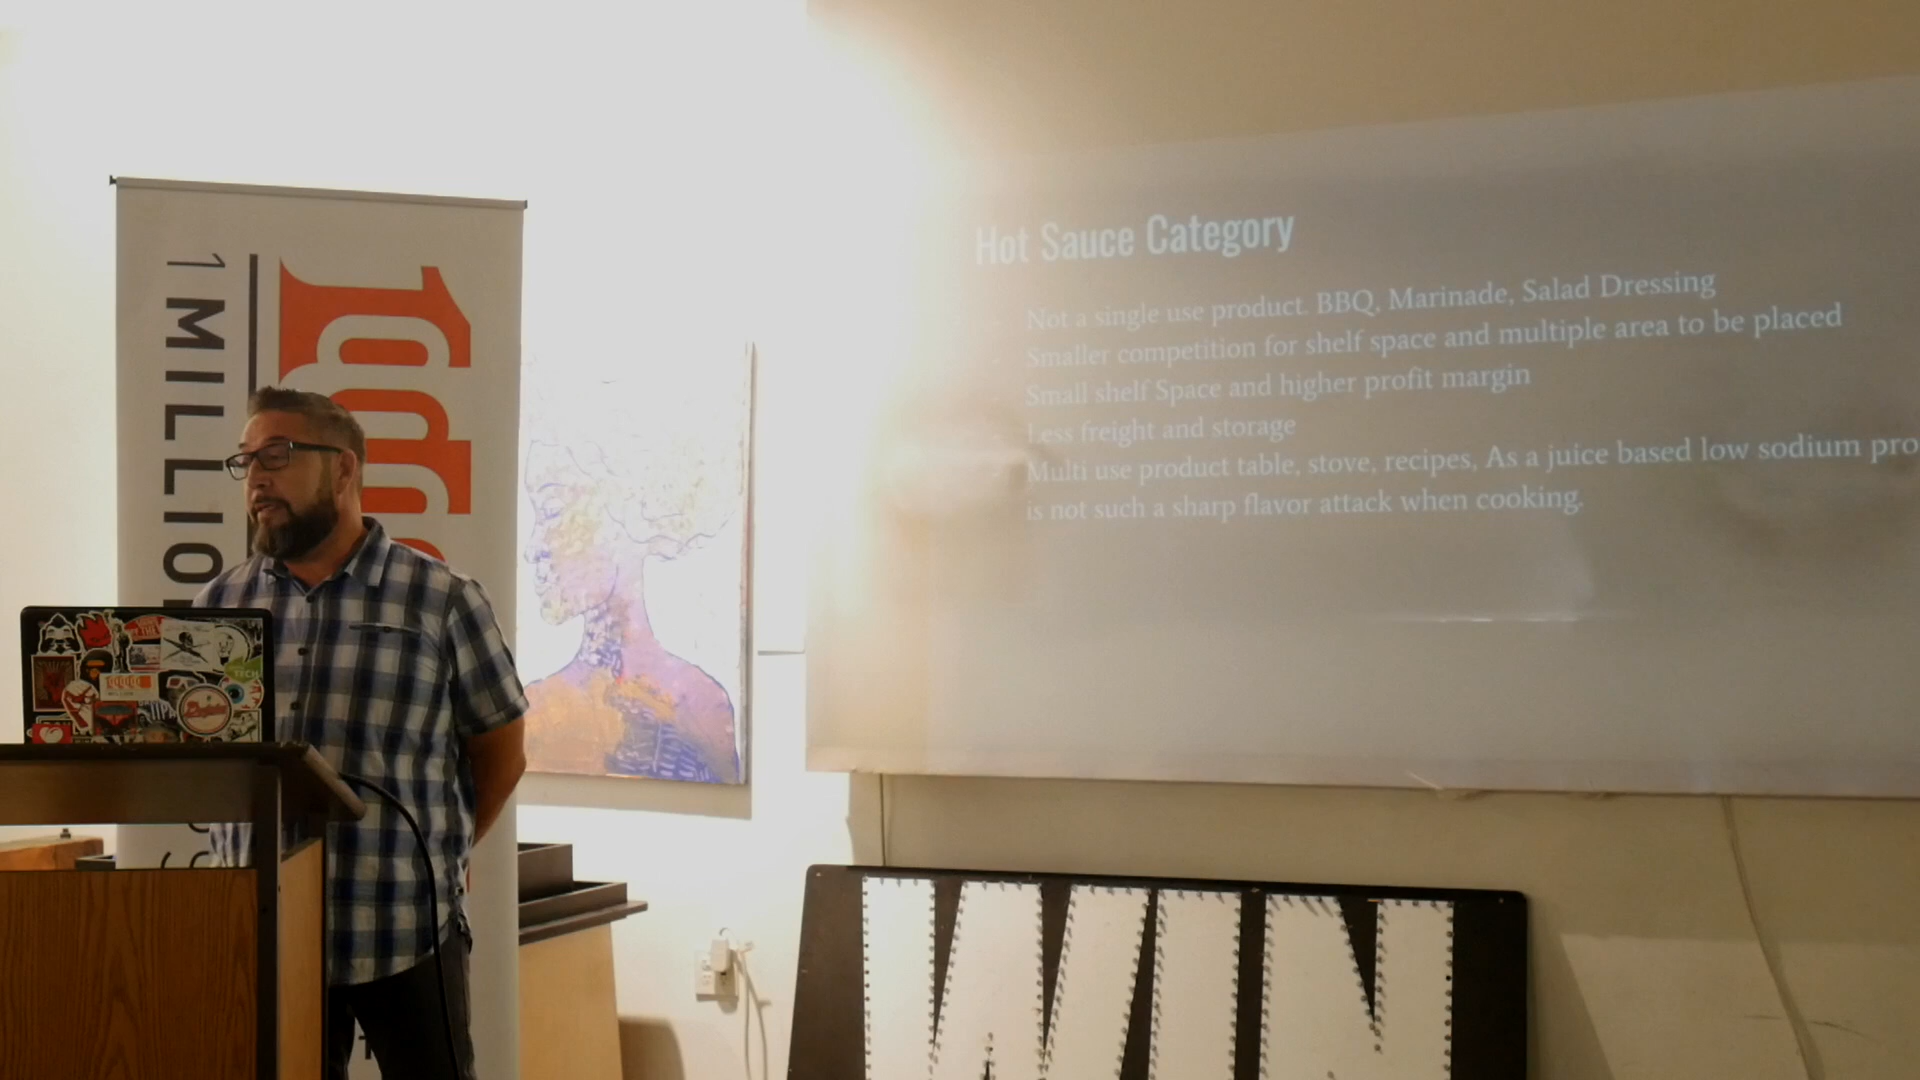 Hot Sauce Category
Not a single use product. BBQ, Marinade, Salad Dressing
Smaller competition for shelf space and multiple area to be placed
Small shelf Space and higher profit margin
Less freight and storage
Multi use product table, stove, recipes, As a juice based low sodium pro
is not such a sharp flavor attack when cooking.
1 MILLIO
TECH